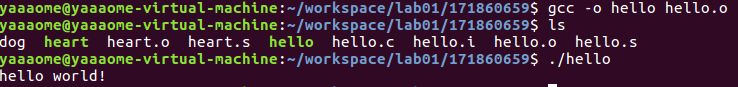 yaaaome@yaaaome-virtual-machine:~/workspace/lab01/171860659$ gcc -o hello hello.o
yaaaome@yaaaome-virtual-machine:~/workspace/lab01/171860659$ ls
dog  heart  heart.o  heart.s  hello  hello.c  hello.i  hello.o  hello.s
yaaaome@yaaaome-virtual-machine:~/workspace/lab01/171860659$ ./hello
hello world!